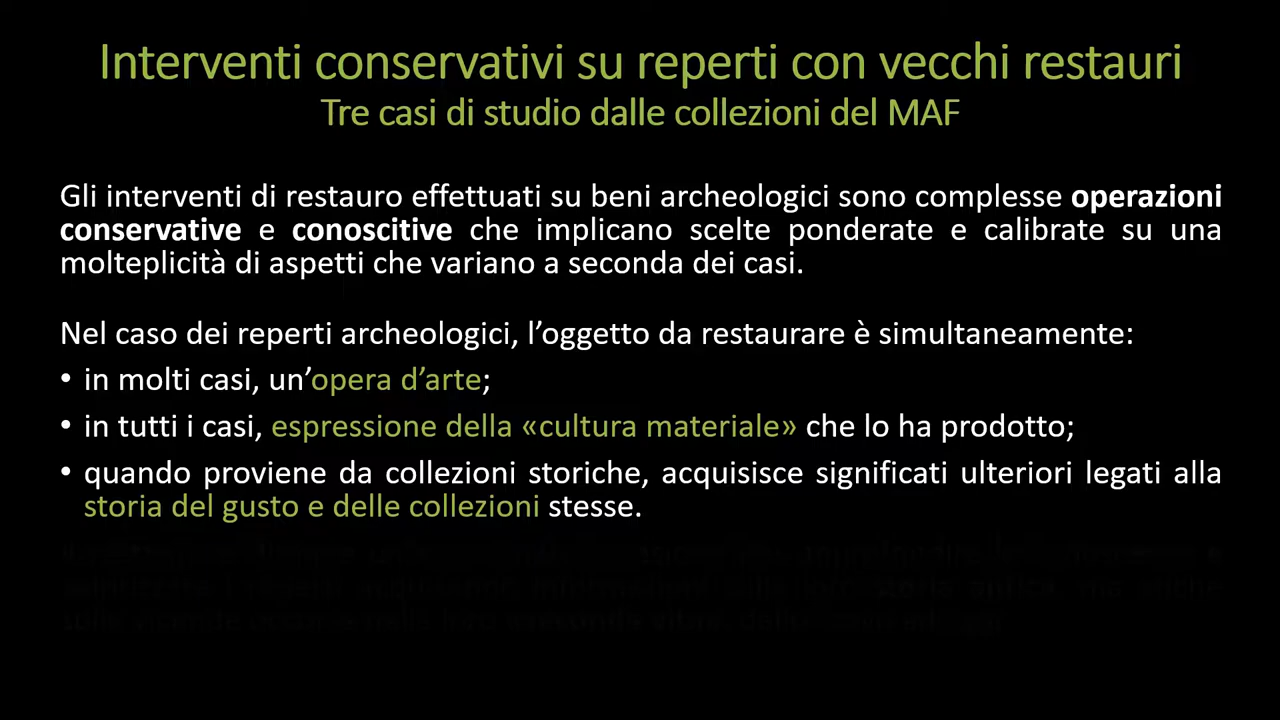 Interventi conservativi su reperti con vecchi restauri
Tre casi di studio dalle collezioni del MAF
Gli interventi di restauro effettuati su beni archeologici sono complesse operazioni
conservative e conoscitive che implicano scelte ponderate e calibrate su una
molteplicità di aspetti che variano a seconda dei casi.
Nel caso dei reperti archeologici, l’oggetto da restaurare è simultaneamente:
• in molti casi, un’opera d’arte;
• in tutti i casi, espressione della «cultura materiale» che lo ha prodotto;
• quando proviene da collezioni storiche, acquisisce significati ulteriori legati alla
storia del gusto e delle collezioni stesse.